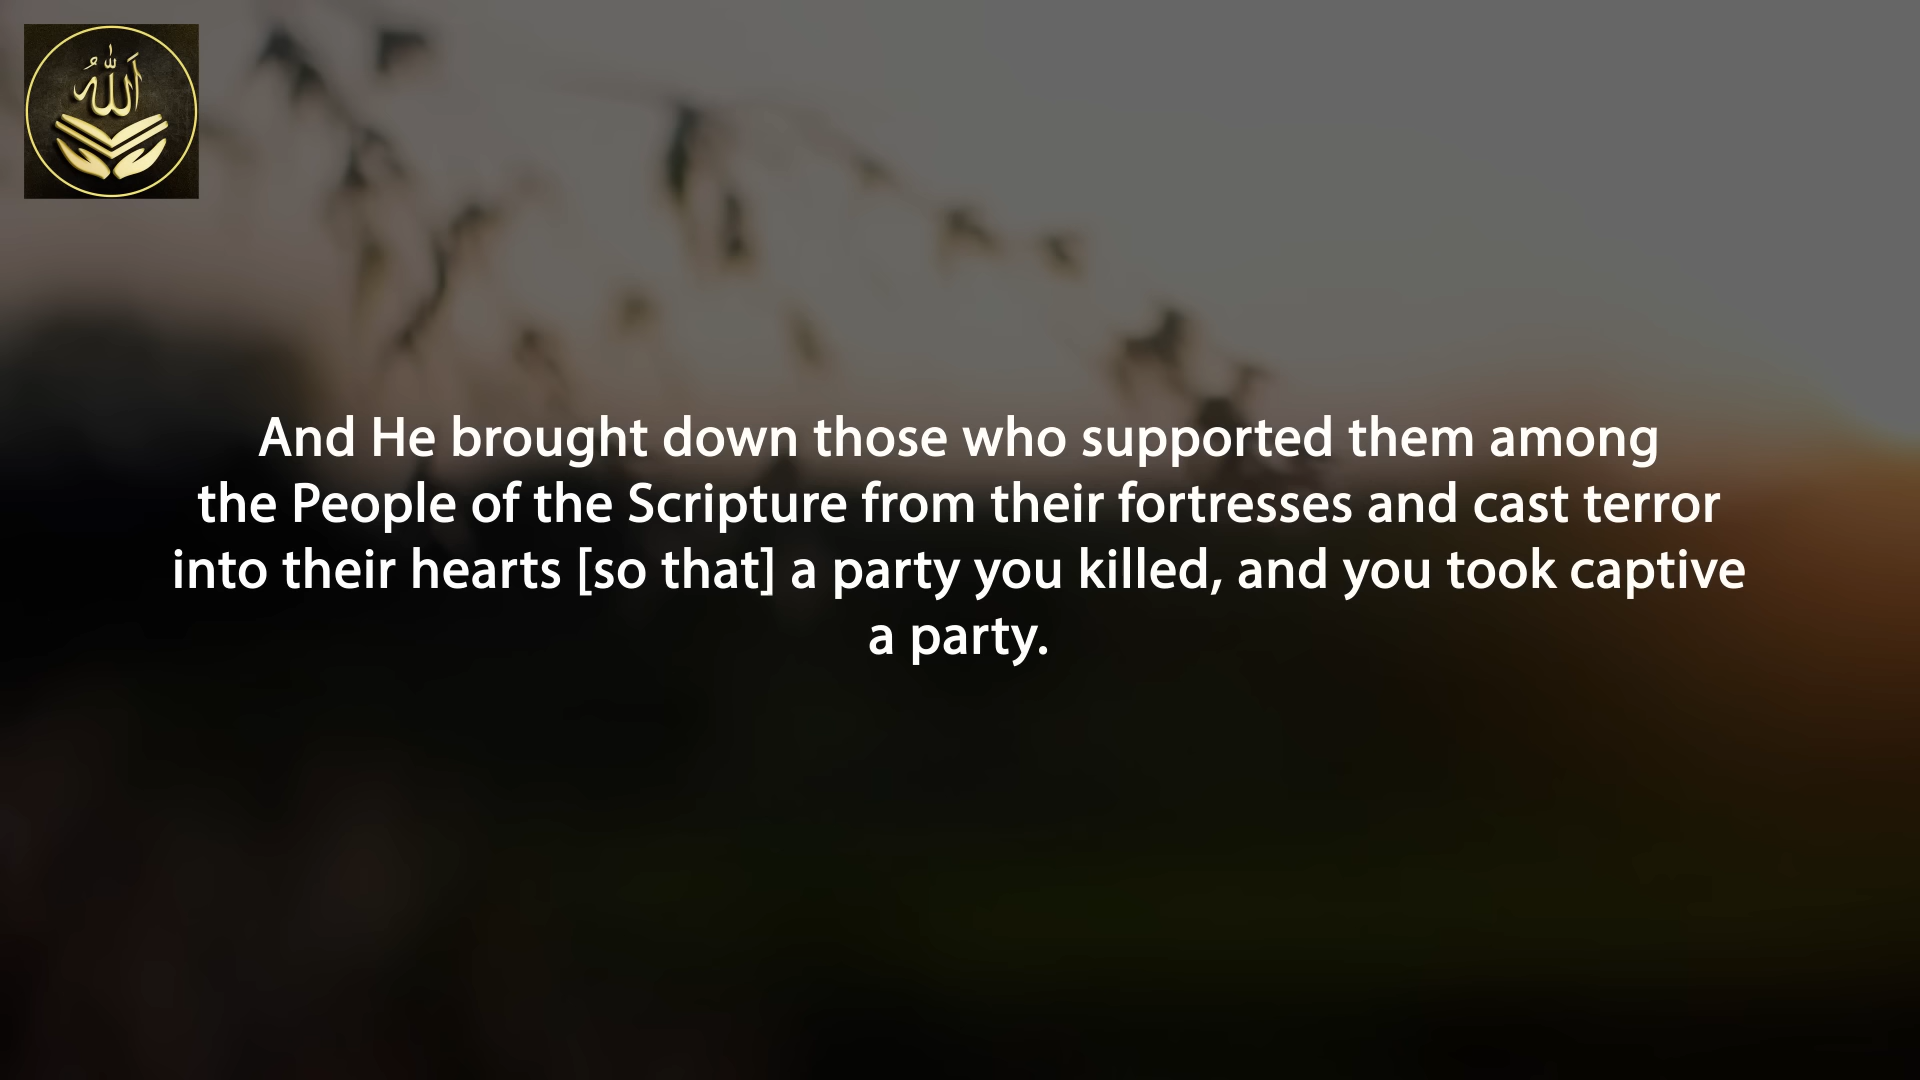 اَللّٰهُ
And He brought down those who supported them among
the People of the Scripture from their fortresses and cast terror
into their hearts [so that] a party you killed, and you took captive
a party.